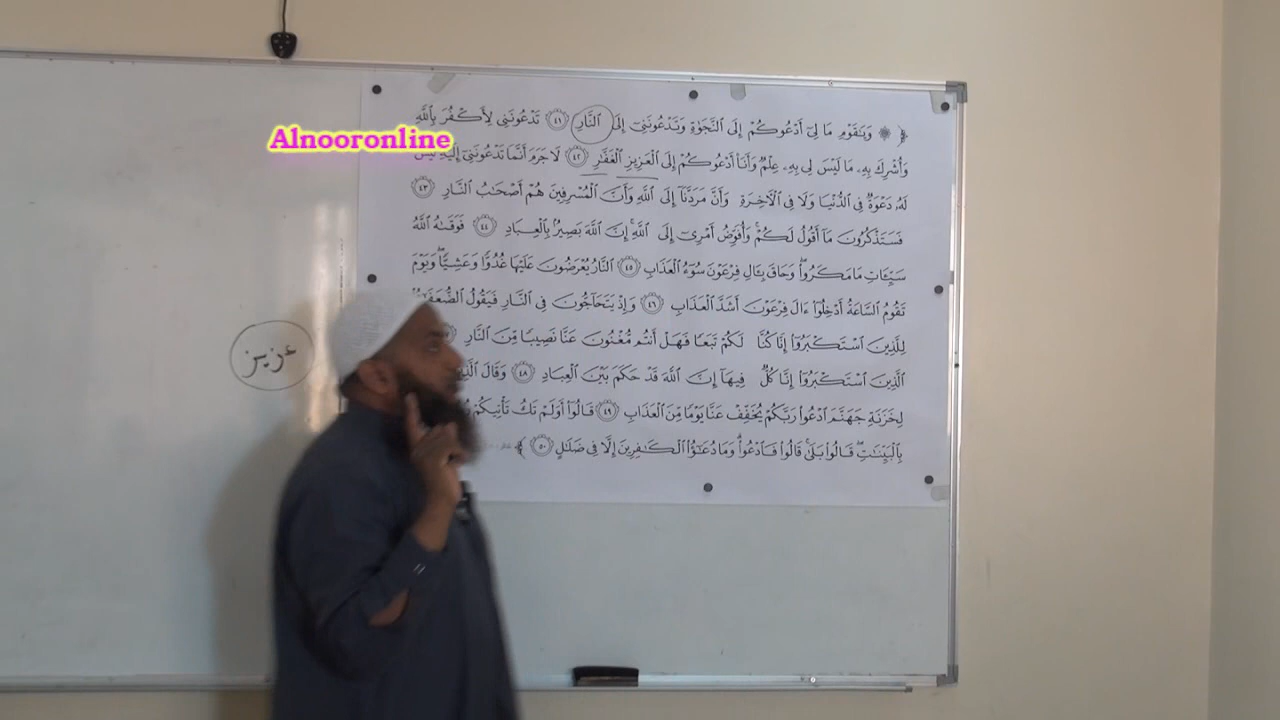 Alnooronline
﴿ ۞ وَيَٰقَوْمِ مَا لِىٓ أَدْعُوكُمْ إِلَى ٱلنَّجَوٰةِ وَتَدْعُونَنِىٓ إِلَى ٱلنَّارِ ٤١ تَدْعُونَنِى لِأَكْفُرَ بِٱللَّهِ
وَأُشْرِكَ بِهِۦ مَا لَيْسَ لِى بِهِۦ عِلْمٌ وَأَنَا۠ أَدْعُوكُمْ إِلَى ٱلْعَزِيزِ ٱلْغَفَّٰرِ ٤٢ لَا جَرَمَ أَنَّمَا تَدْعُونَنِىٓ إِلَيْهِ لَيْسَ
لَهُۥ دَعْوَةٌ فِى ٱلدُّنْيَا وَلَا فِى ٱلْءَاخِرَةِ وَأَنَّ مَرَدَّنَآ إِلَى ٱللَّهِ وَأَنَّ ٱلْمُسْرِفِينَ هُمْ أَصْحَٰبُ ٱلنَّارِ ٤٣
فَسَتَذْكُرُونَ مَآ أَقُولُ لَكُمْ ۚ وَأُفَوِّضُ أَمْرِىٓ إِلَى ٱللَّهِ ۚ إِنَّ ٱللَّهَ بَصِيرٌۢ بِٱلْعِبَادِ ٤٤ فَوَقَىٰهُ ٱللَّهُ
سَيِّـَٔاتِ مَا مَكَرُوا۟ ۖ وَحَاقَ بِـَٔالِ فِرْعَوْنَ سُوٓءُ ٱلْعَذَابِ ٤٥ ٱلنَّارُ يُعْرَضُونَ عَلَيْهَا غُدُوًّا وَعَشِيًّا ۖ وَيَوْمَ
تَقُومُ ٱلسَّاعَةُ أَدْخِلُوٓا۟ ءَالَ فِرْعَوْنَ أَشَدَّ ٱلْعَذَابِ ٤٦ وَإِذْ يَتَحَآجُّونَ فِى ٱلنَّارِ فَيَقُولُ ٱلضُّعَفَٰٓؤُا۟
لِلَّذِينَ ٱسْتَكْبَرُوٓا۟ إِنَّا كُنَّا لَكُمْ تَبَعًا فَهَلْ أَنتُم مُّغْنُونَ عَنَّا نَصِيبًا مِّنَ ٱلنَّارِ
ٱلَّذِينَ ٱسْتَكْبَرُوٓا۟ إِنَّا كُلٌّ فِيهَآ إِنَّ ٱللَّهَ قَدْ حَكَمَ بَيْنَ ٱلْعِبَادِ ٤٨ وَقَالَ
لِخَزَنَةِ جَهَنَّمَ ٱدْعُوا۟ رَبَّكُمْ يُخَفِّفْ عَنَّا يَوْمًا مِّنَ ٱلْعَذَابِ ٤٩ قَالُوٓا۟ أَوَلَمْ تَكُ تَأْتِيكُمْ
بِٱلْبَيِّنَٰتِ ۖ قَالُوا۟ بَلَىٰ ۚ قَالُوا۟ فَٱدْعُوا۟ ۗ وَمَا دُعَٰٓؤُا۟ ٱلْكَٰفِرِينَ إِلَّا فِى ضَلَٰلٍ ٥٠ ﴾
عزيز